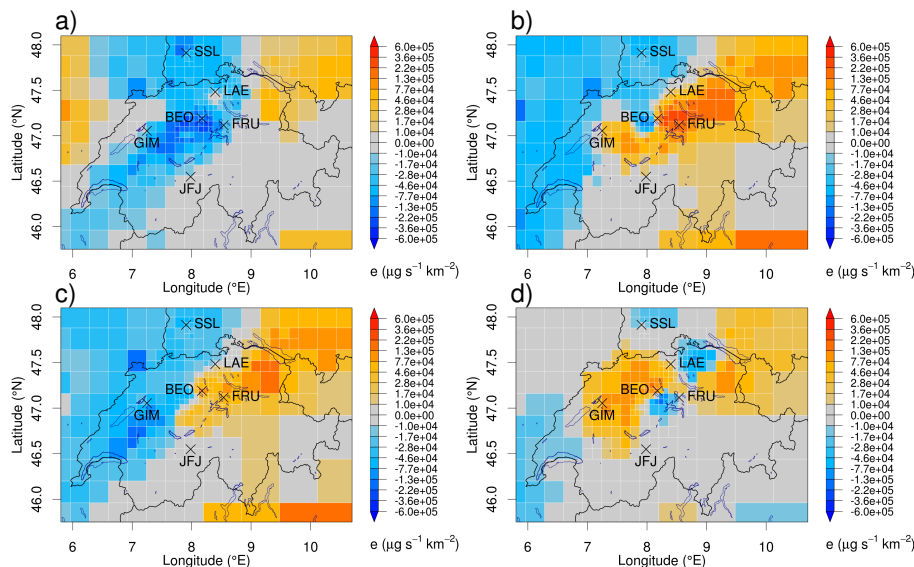 a)
48.0
47.5
47.0
46.5
46.0
Latitude (°N)
SSL
LAE
BEO
FRU
GIM
JFJ
6
7
8
9
10
Longitude (°E)
6.0e+05
3.6e+05
2.2e+05
1.3e+05
7.7e+04
4.6e+04
2.8e+04
1.7e+04
1.0e+04
0.0e+00
-1.0e+04
-1.7e+04
-2.8e+04
-4.6e+04
-7.7e+04
-1.3e+05
-2.2e+05
-3.6e+05
-6.0e+05
e (µg s⁻¹ km⁻²)
b)
48.0
47.5
47.0
46.5
46.0
Latitude (°N)
SSL
LAE
BEO
FRU
GIM
JFJ
6
7
8
9
10
Longitude (°E)
6.0e+05
3.6e+05
2.2e+05
1.3e+05
7.7e+04
4.6e+04
2.8e+04
1.7e+04
1.0e+04
0.0e+00
-1.0e+04
-1.7e+04
-2.8e+04
-4.6e+04
-7.7e+04
-1.3e+05
-2.2e+05
-3.6e+05
-6.0e+05
e (µg s⁻¹ km⁻²)
c)
48.0
47.5
47.0
46.5
46.0
Latitude (°N)
SSL
LAE
BEO
FRU
GIM
JFJ
6
7
8
9
10
Longitude (°E)
6.0e+05
3.6e+05
2.2e+05
1.3e+05
7.7e+04
4.6e+04
2.8e+04
1.7e+04
1.0e+04
0.0e+00
-1.0e+04
-1.7e+04
-2.8e+04
-4.6e+04
-7.7e+04
-1.3e+05
-2.2e+05
-3.6e+05
-6.0e+05
e (µg s⁻¹ km⁻²)
d)
48.0
47.5
47.0
46.5
46.0
Latitude (°N)
SSL
LAE
BEO
FRU
GIM
JFJ
6
7
8
9
10
Longitude (°E)
6.0e+05
3.6e+05
2.2e+05
1.3e+05
7.7e+04
4.6e+04
2.8e+04
1.7e+04
1.0e+04
0.0e+00
-1.0e+04
-1.7e+04
-2.8e+04
-4.6e+04
-7.7e+04
-1.3e+05
-2.2e+05
-3.6e+05
-6.0e+05
e (µg s⁻¹ km⁻²)